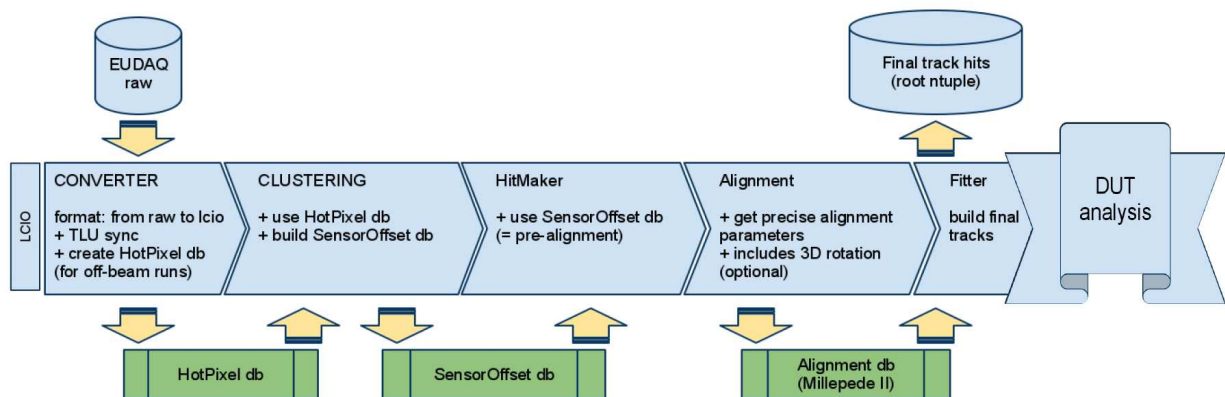 EUDAQ
raw
Final track hits
(root ntuple)
LCIO
CONVERTER
format: from raw to lcio
+ TLU sync
+ create HotPixel db
(for off-beam runs)
CLUSTERING
+ use HotPixel db
+ build SensorOffset db
HitMaker
+ use SensorOffset db
(= pre-alignment)
Alignment
+ get precise alignment
parameters
+ includes 3D rotation
(optional)
Fitter
build final
tracks
DUT
analysis
HotPixel db
SensorOffset db
Alignment db
(Millepede II)